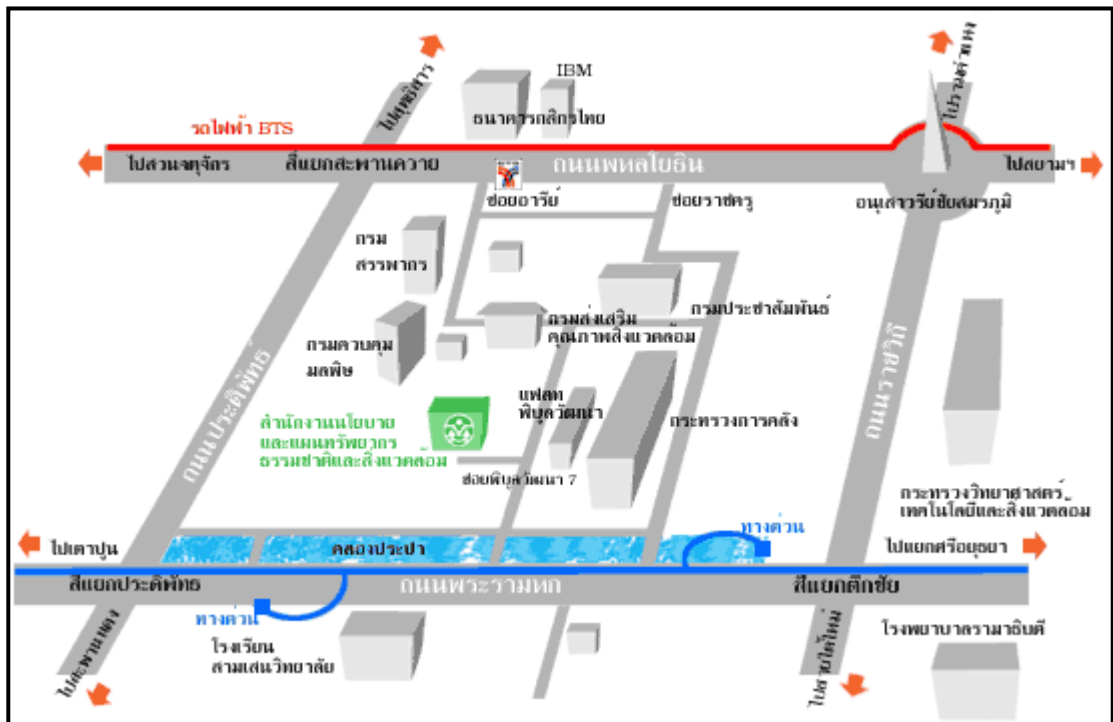 IBM
ไปสุทธิสาร
ไปรามคำแหง
ธนาคารกสิกรไทย
รถไฟฟ้า BTS
ไปสวนจตุจักร
สี่แยกสะพานควาย
ถนนพหลโยธิน
ไปสยามฯ
ซอยอารีย์
ซอยราชครู
อนุเสาวรีย์ชัยสมรภูมิ
กรม
สรรพากร
กรมประชาสัมพันธ์
กรมส่งเสริม
คุณภาพสิ่งแวดล้อม
กรมควบคุม
มลพิษ
ถนนประดิพัทธ์
ถนนราชวิถี
แฟลท
พิบูลวัฒนา
กระทรวงการคลัง
สำนักงานนโยบาย
และแผนทรัพยากร
ธรรมชาติและสิ่งแวดล้อม
ซอยพิบูลวัฒนา 7
กระทรวงวิทยาศาสตร์
เทคโนโลยีและสิ่งแวดล้อม
ทางด่วน
ไปเตาปูน
คลองประปา
ไปแยกศรีอยุธยา
สี่แยกประดิพัทธ
ถนนพระรามหก
สี่แยกตึกชัย
ทางด่วน
โรงเรียน
สามเสนวิทยาลัย
โรงพยาบาลรามาธิบดี
ไปสะพานแดง
ไปสายใต้ใหม่